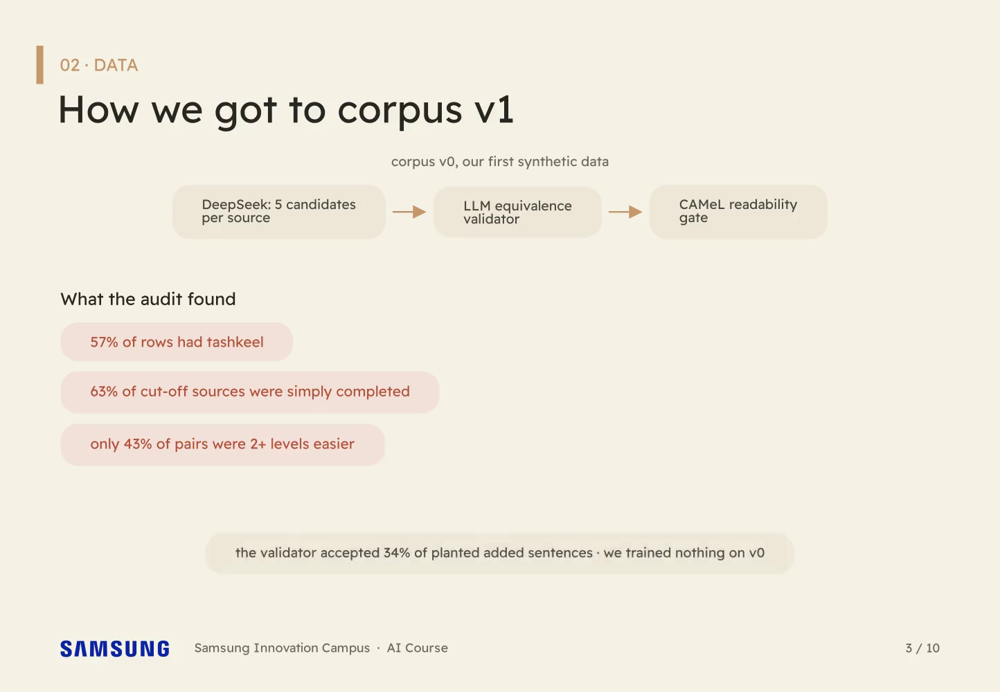 02 · DATA
How we got to corpus v1
corpus v0, our first synthetic data
DeepSeek: 5 candidates
per source
LLM equivalence
validator
CAMeL readability
gate
What the audit found
57% of rows had tashkeel
63% of cut-off sources were simply completed
only 43% of pairs were 2+ levels easier
the validator accepted 34% of planted added sentences · we trained nothing on v0
SAMSUNG
Samsung Innovation Campus · AI Course
3 / 10